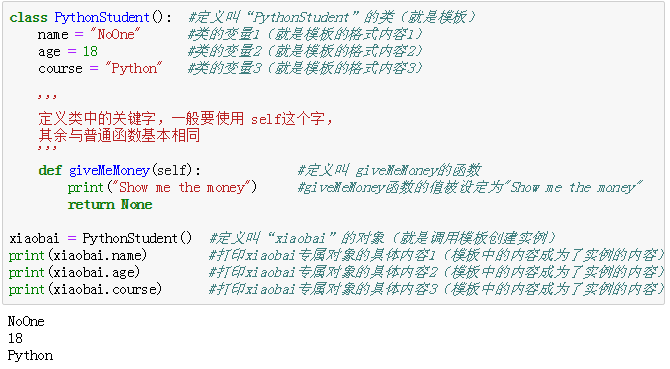 class PythonStudent():  #定义叫“PythonStudent”的类（就是模板）
    name = "NoOne"       #类的变量1（就是模板的格式内容1）
    age = 18             #类的变量2（就是模板的格式内容2）
    course = "Python"    #类的变量3（就是模板的格式内容3）
    '''
    定义类中的关键字，一般要使用 self这个字，
    其余与普通函数基本相同
    '''
    def giveMeMoney(self):             #定义叫 giveMeMoney的函数
        print("Show me the money")     #giveMeMoney函数的值被设定为"Show me the money"
        return None
xiaobai = PythonStudent()  #定义叫“xiaobai”的对象（就是调用模板创建实例）
print(xiaobai.name)        #打印xiaobai专属对象的具体内容1（模板中的内容成为了实例的内容）
print(xiaobai.age)         #打印xiaobai专属对象的具体内容2（模板中的内容成为了实例的内容）
print(xiaobai.course)      #打印xiaobai专属对象的具体内容3（模板中的内容成为了实例的内容）
NoOne
18
Python